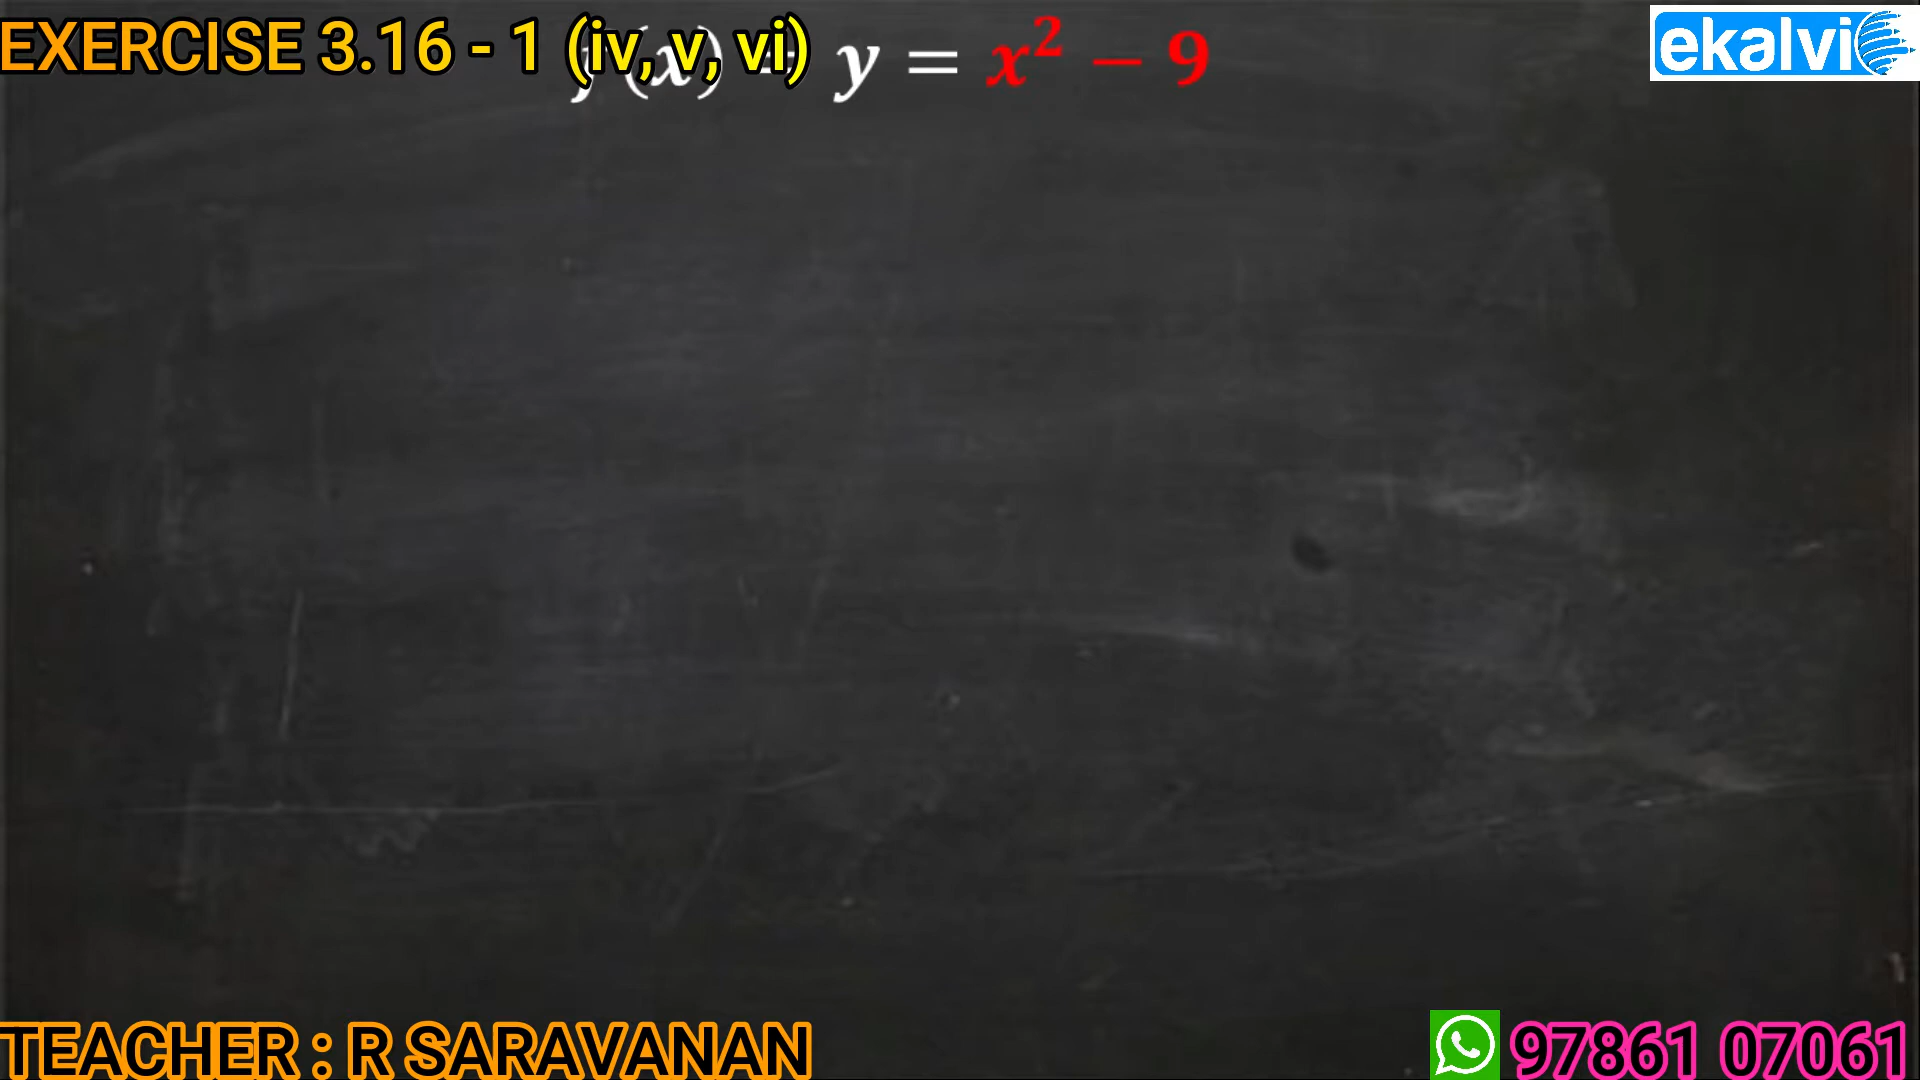 EXERCISE 3.16 - 1 (iv, v, vi)
(x) = y = x² − 9
ekalvi
TEACHER : R SARAVANAN
97861 07061